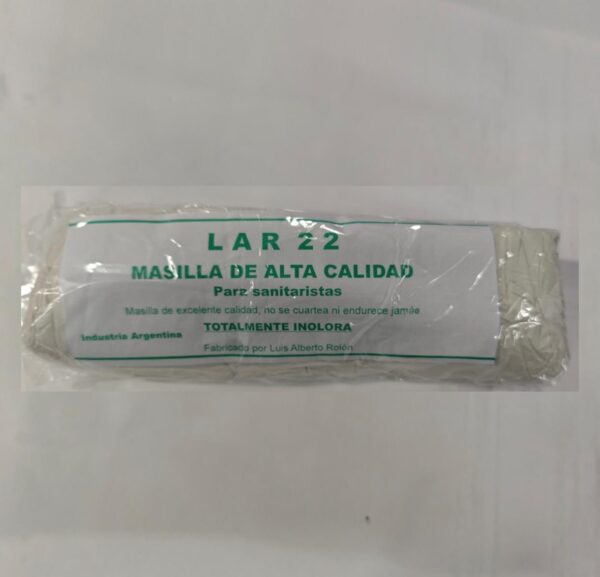 LAR 22
MASILLA DE ALTA CALIDAD
Para sanitaristas
Masilla de excelente calidad, no se cuartea ni endurece jamás
TOTALMENTE INOLORA
Industria Argentina
Fabricado por Luis Alberto Rolón